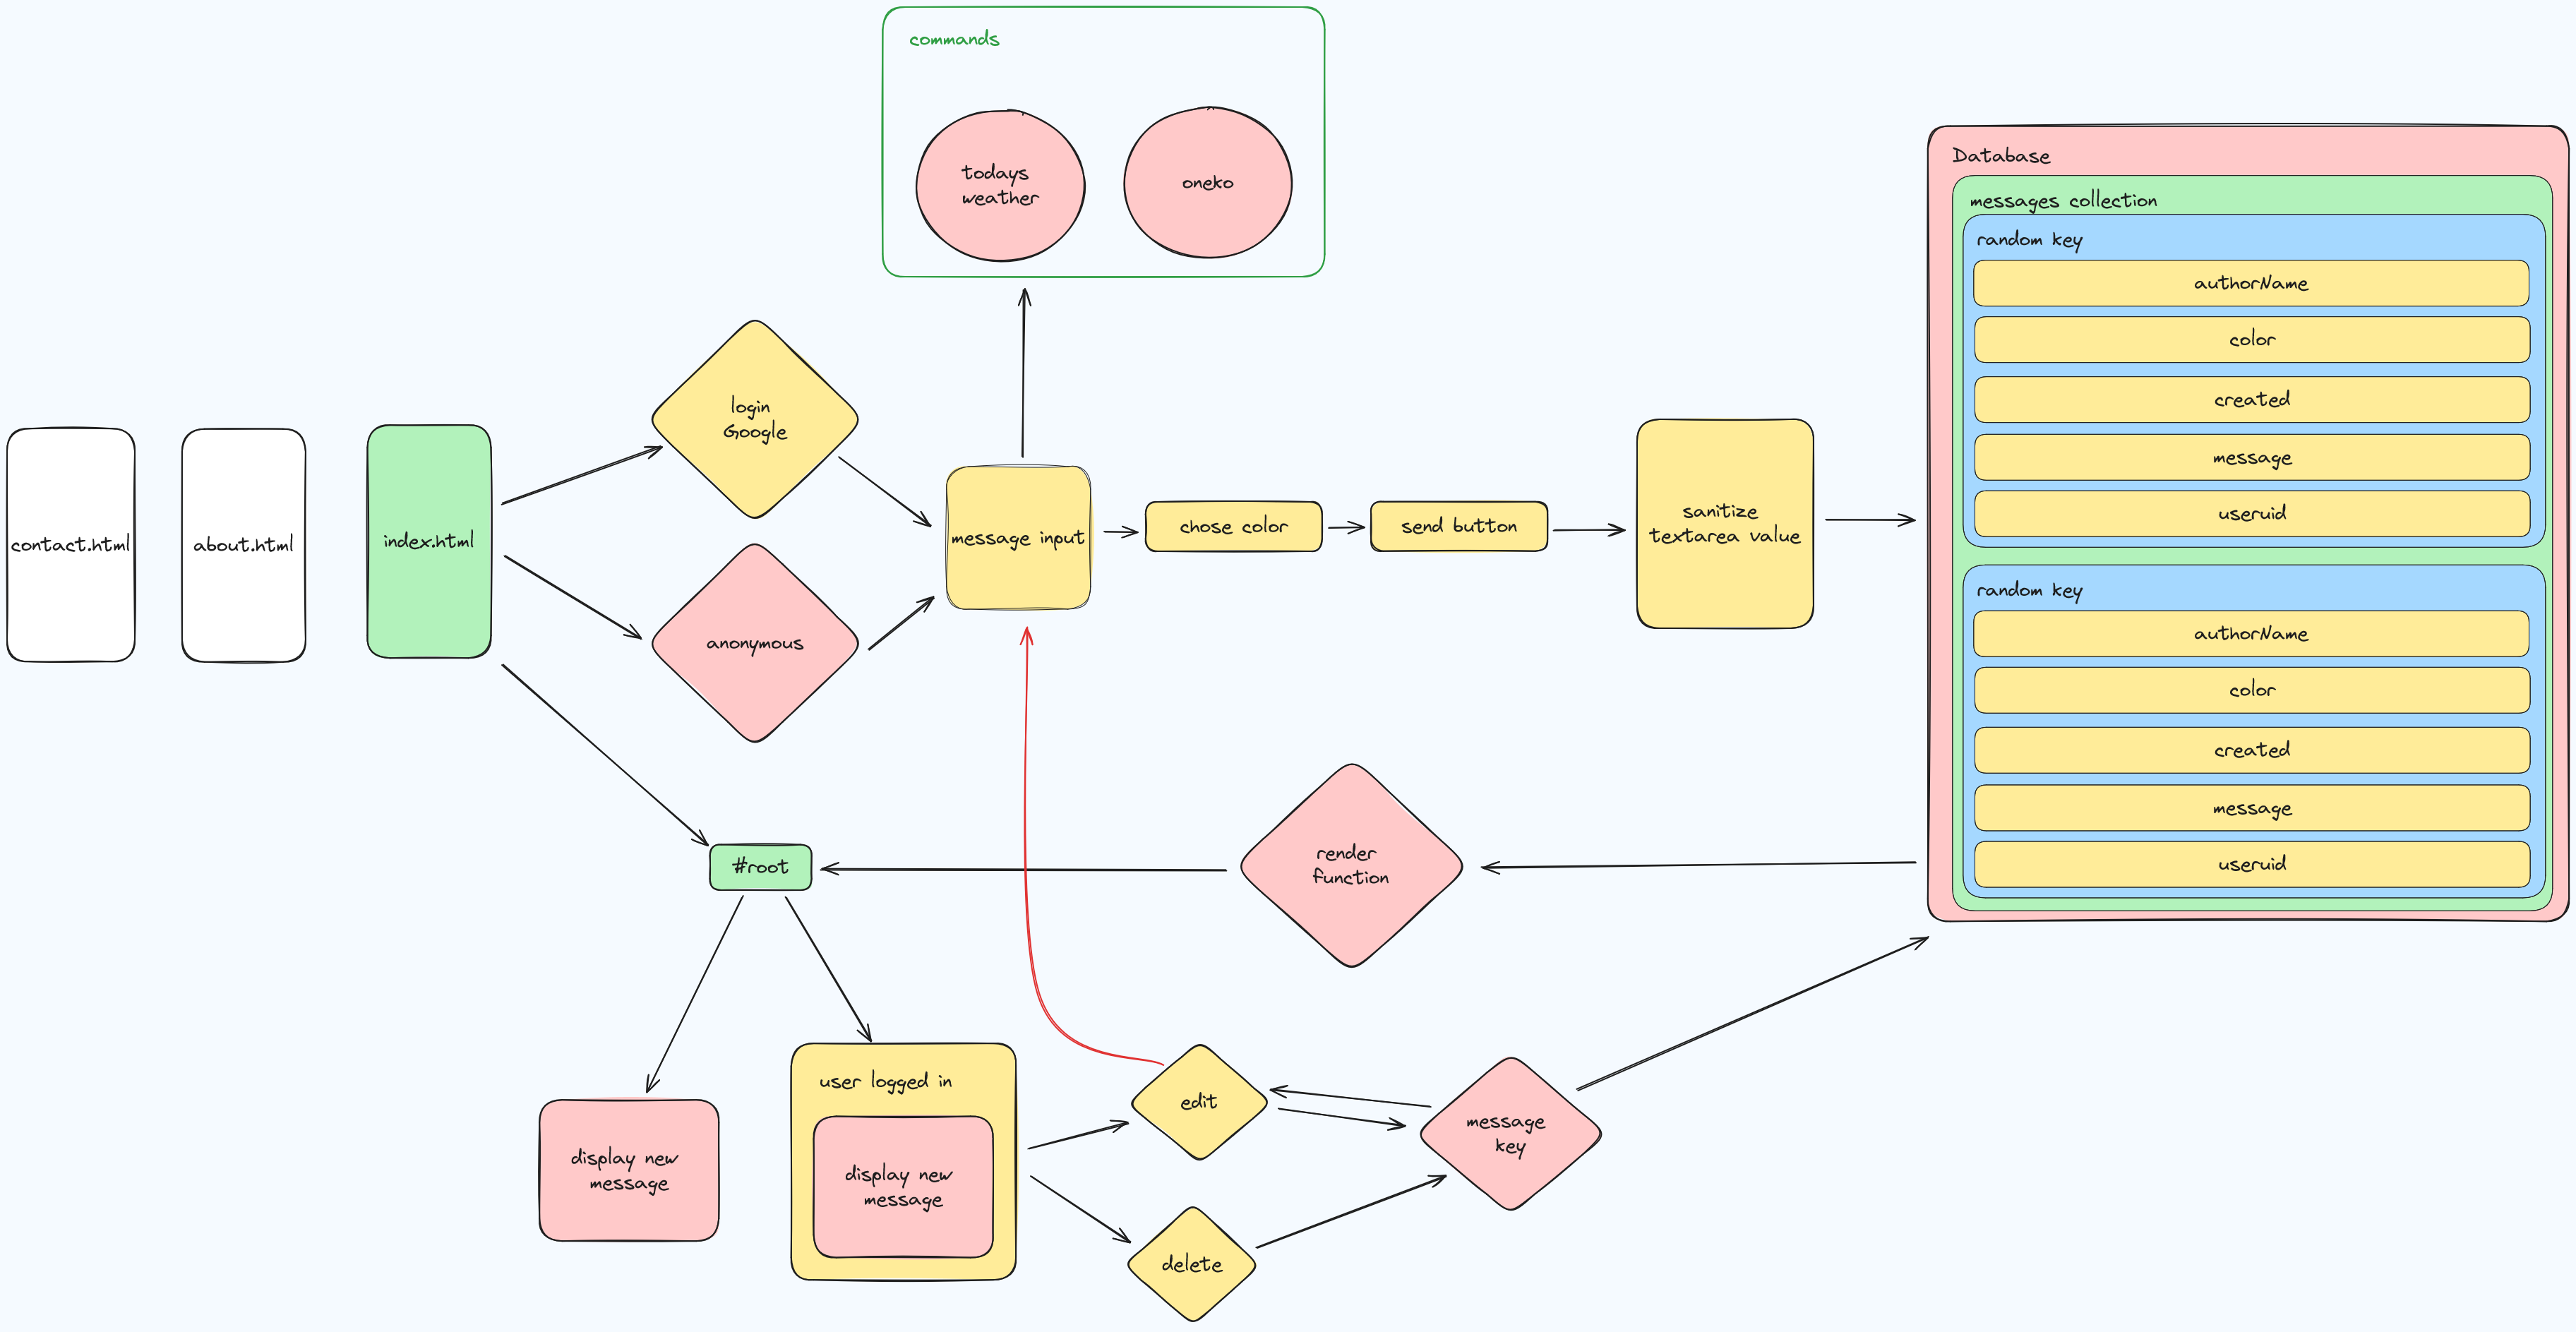 commands
todays
weather
oneko
Database
messages collection
random key
authorName
color
created
message
useruid
random key
authorName
color
created
message
useruid
contact.html
about.html
index.html
login
Google
anonymous
message input
chose color
send button
sanitize
textarea value
#root
render
function
display new
message
user logged in
display new
message
edit
delete
message
key